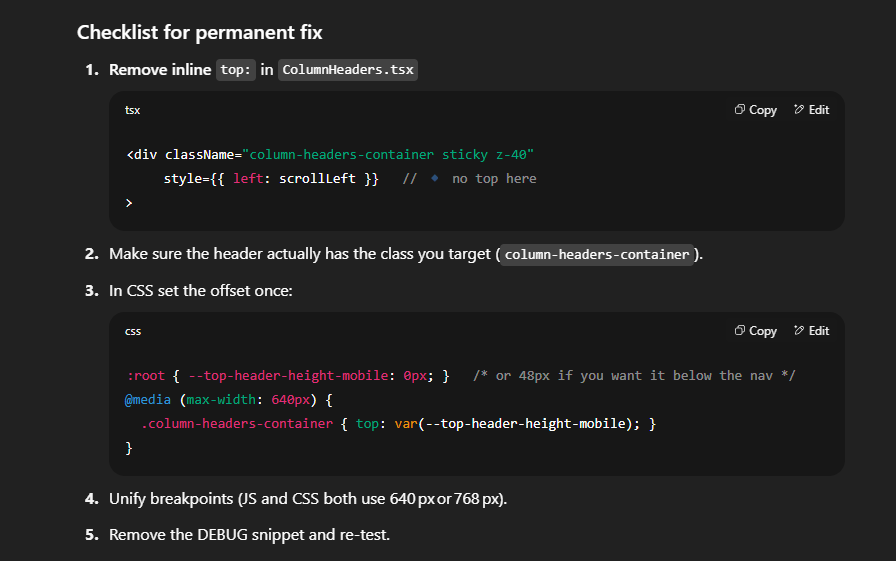 Checklist for permanent fix
1. Remove inline top: in ColumnHeaders.tsx
tsx
Copy
Edit
<div className="column-headers-container sticky z-40"
style={{ left: scrollLeft }} // 🔹 no top here
>
2. Make sure the header actually has the class you target ( column-headers-container ).
3. In CSS set the offset once:
css
Copy
Edit
:root { --top-header-height-mobile: 0px; } /* or 48px if you want it below the nav */
@media (max-width: 640px) {
.column-headers-container { top: var(--top-header-height-mobile); }
}
4. Unify breakpoints (JS and CSS both use 640 px or 768 px).
5. Remove the DEBUG snippet and re-test.